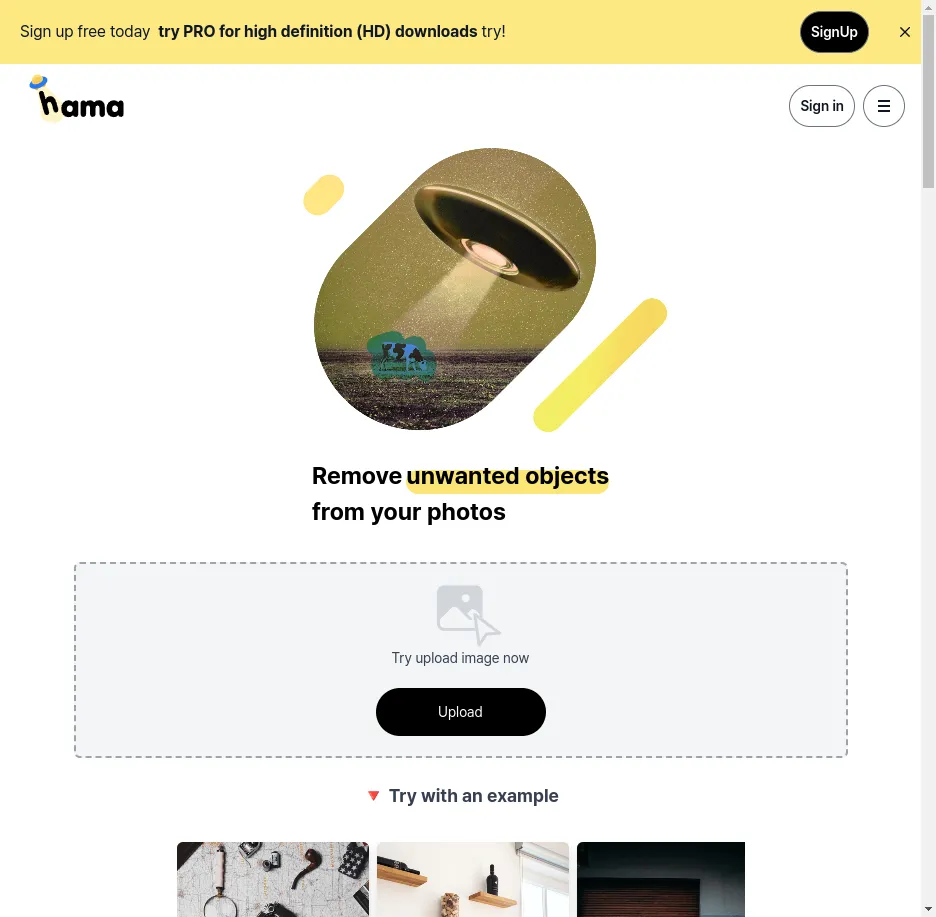 Sign up free today try PRO for high definition (HD) downloads try!
SignUp
hama
Sign in
Remove unwanted objects
from your photos
Try upload image now
Upload
Try with an example